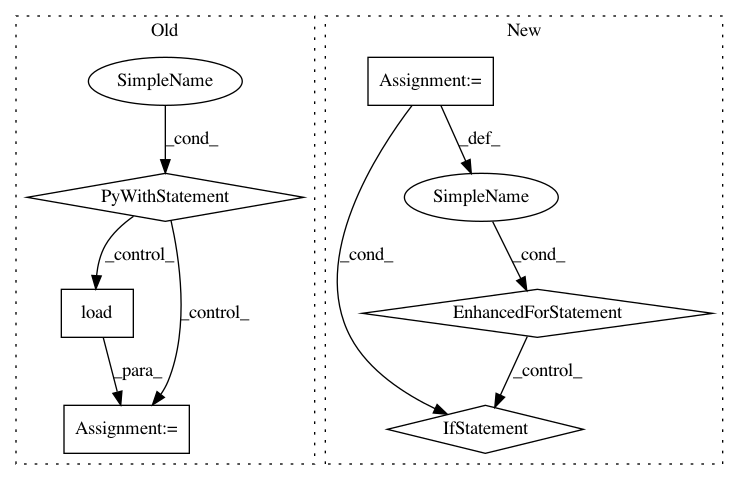 Old
New
SimpleName
Assignment:=
_cond_
_def_
PyWithStatement
SimpleName
_control_
_control_
_cond_
_cond_
load
EnhancedForStatement
_para_
_control_
Assignment:=
IfStatement